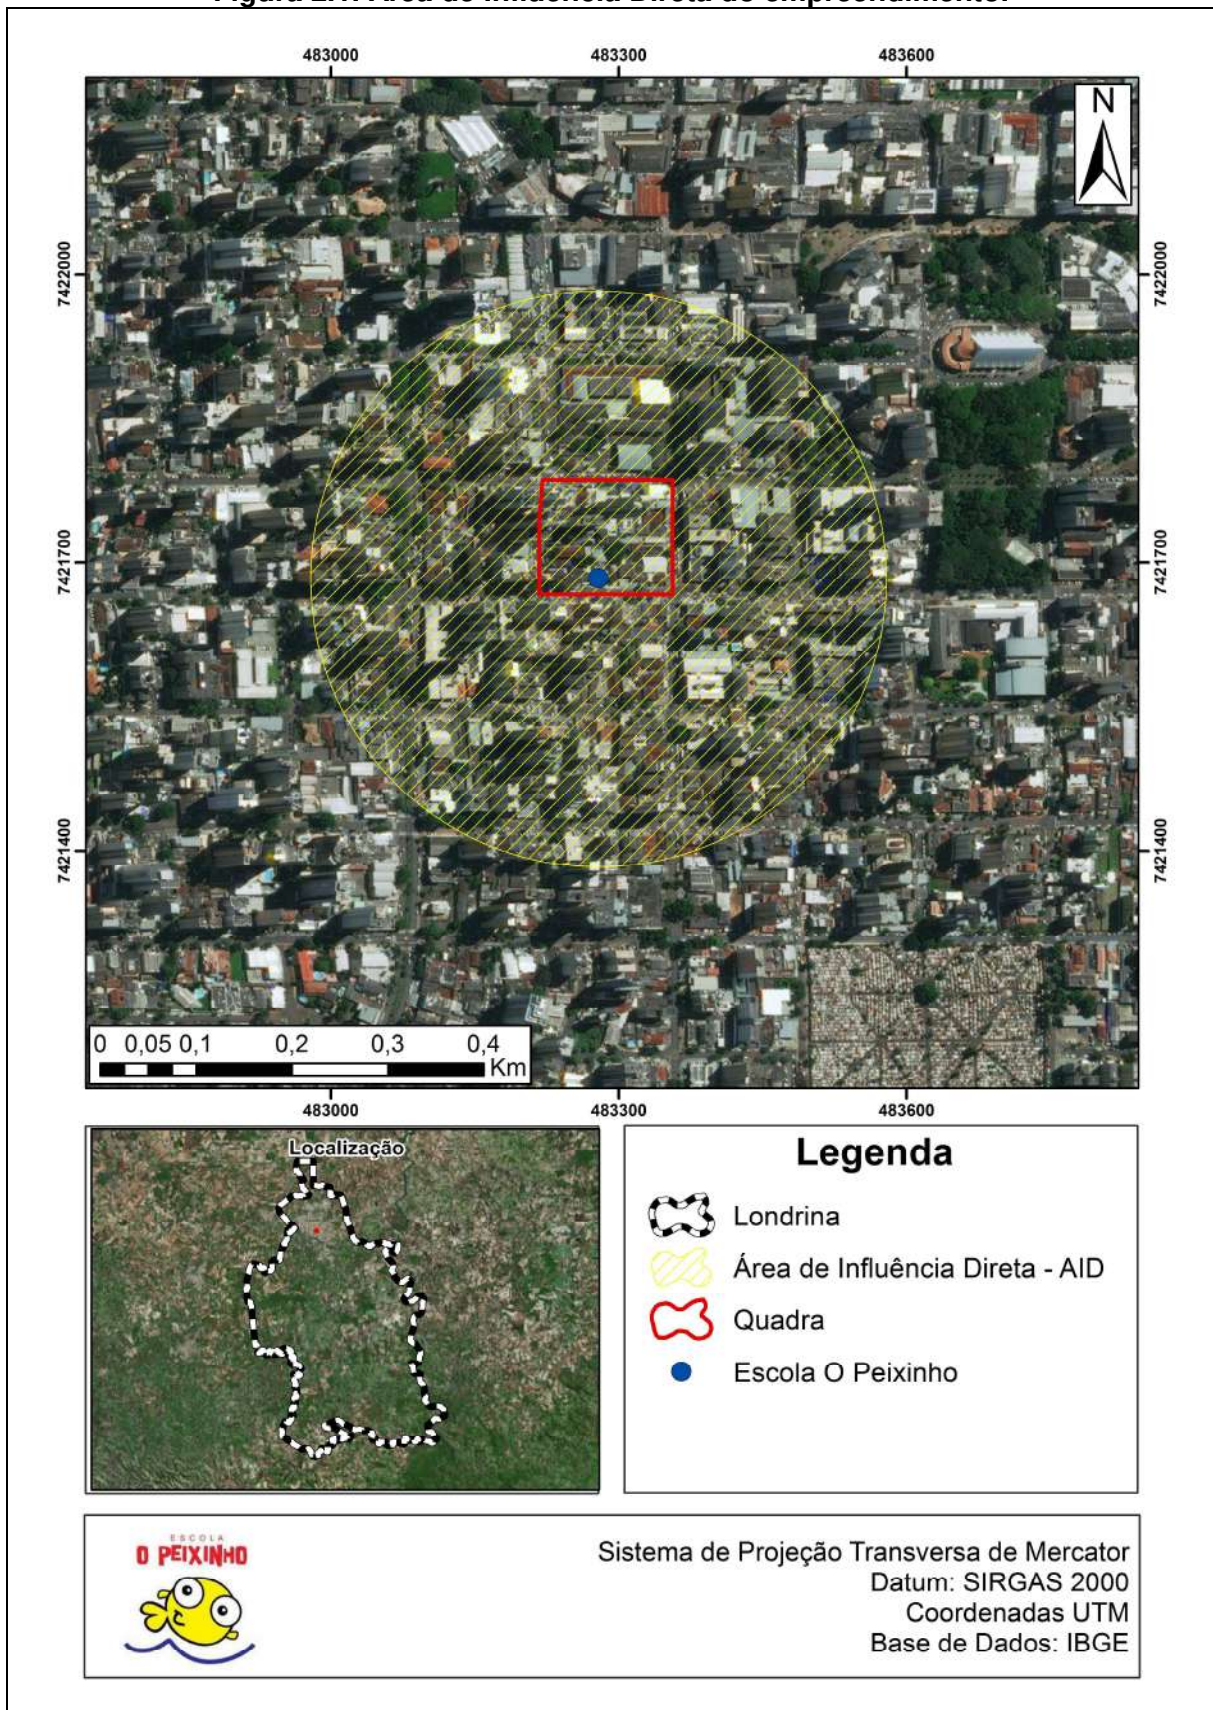 Figura 2.1: Área de Influência Direta do empreendimento.
483000 483300 483600
N
7422000 7422000
7421700 7421700
7421400 7421400
0 0,05 0,1 0,2 0,3 0,4
Km
483000 483300 483600
Localização
Legenda
Londrina
Área de Influência Direta - AID
Quadra
Escola O Peixinho
ESCOLA
O PEIXINHO
Sistema de Projeção Transversa de Mercator
Datum: SIRGAS 2000
Coordenadas UTM
Base de Dados: IBGE